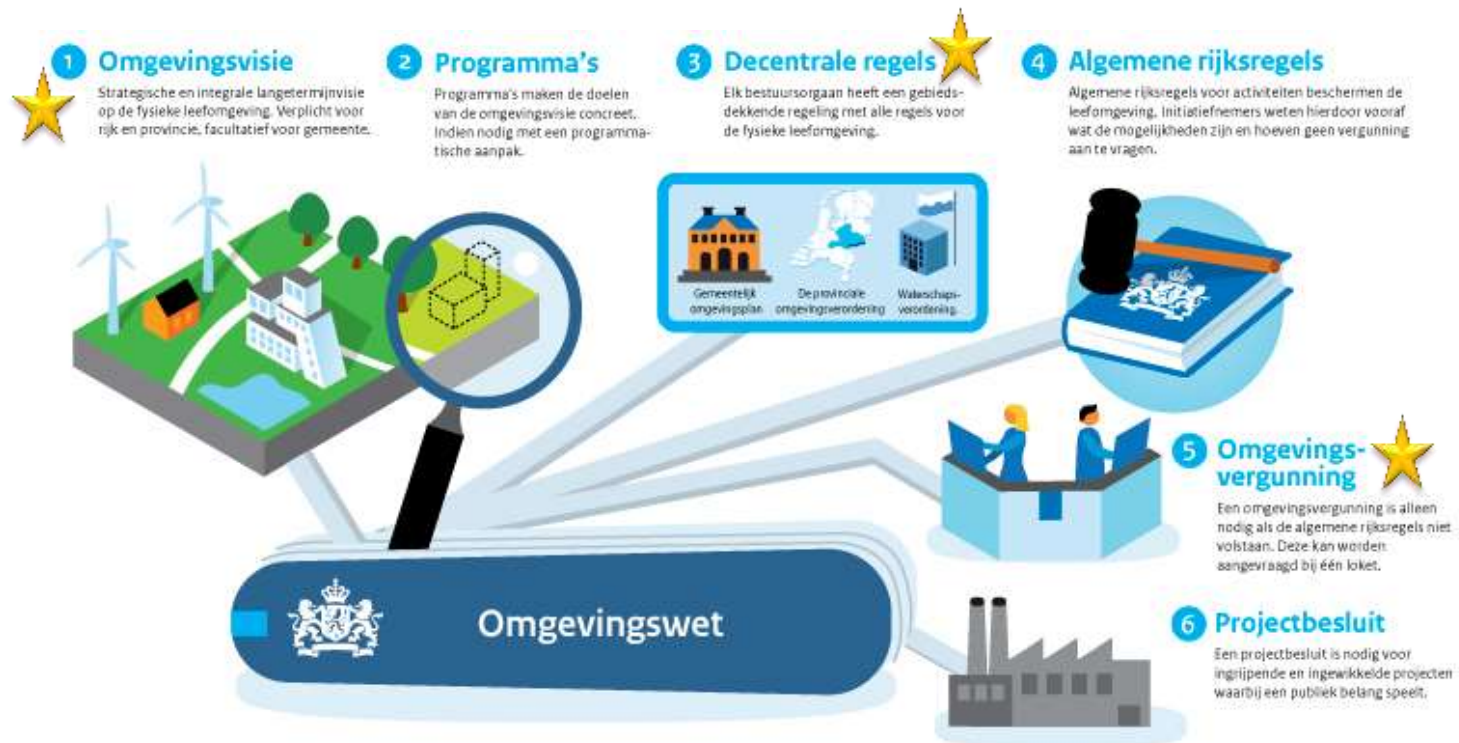 1 Omgevingsvisie
Strategische en integrale langetermijnvisie
op de fysieke leefomgeving. Verplicht voor
rijk en provincie, facultatief voor gemeente.
2 Programma's
Programma's maken de doelen
van de omgevingsvisie concreet.
Indien nodig met een programma-
tische aanpak.
3 Decentrale regels
Elk bestuursorgaan heeft een gebieds-
dekkende regeling met alle regels voor
de fysieke leefomgeving.
Gemeentelijk
omgevingsplan
De provinciale
omgevingsverordening
Waterschaps-
verordening.
4 Algemene rijksregels
Algemene rijksregels voor activiteiten beschermen de
leefomgeving. Initiatiefnemers weten hierdoor vooraf
wat de mogelijkheden zijn en hoeven geen vergunning
aan te vragen.
5 Omgevings-
vergunning
Een omgevingsvergunning is alleen
nodig als de algemene rijksregels niet
volstaan. Deze kan worden
aangevraagd bij één loket.
6 Projectbesluit
Een projectbesluit is nodig voor
ingrijpende en ingewikkelde projecten
waarbij een publiek belang speelt.
Omgevingswet